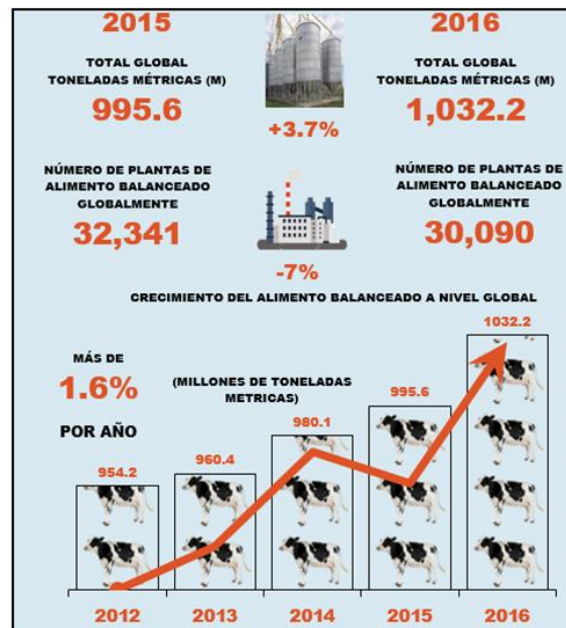 2015
2016
TOTAL GLOBAL
TONELADAS MÉTRICAS (M)
995.6
TOTAL GLOBAL
TONELADAS MÉTRICAS (M)
1,032.2
+3.7%
NÚMERO DE PLANTAS DE
ALIMENTO BALANCEADO
GLOBALMENTE
32,341
NÚMERO DE PLANTAS DE
ALIMENTO BALANCEADO
GLOBALMENTE
30,090
-7%
CRECIMIENTO DEL ALIMENTO BALANCEADO A NIVEL GLOBAL
MÁS DE
1.6%
POR AÑO
(MILLONES DE TONELADAS
METRICAS)
954.2
960.4
980.1
995.6
1032.2
2012
2013
2014
2015
2016